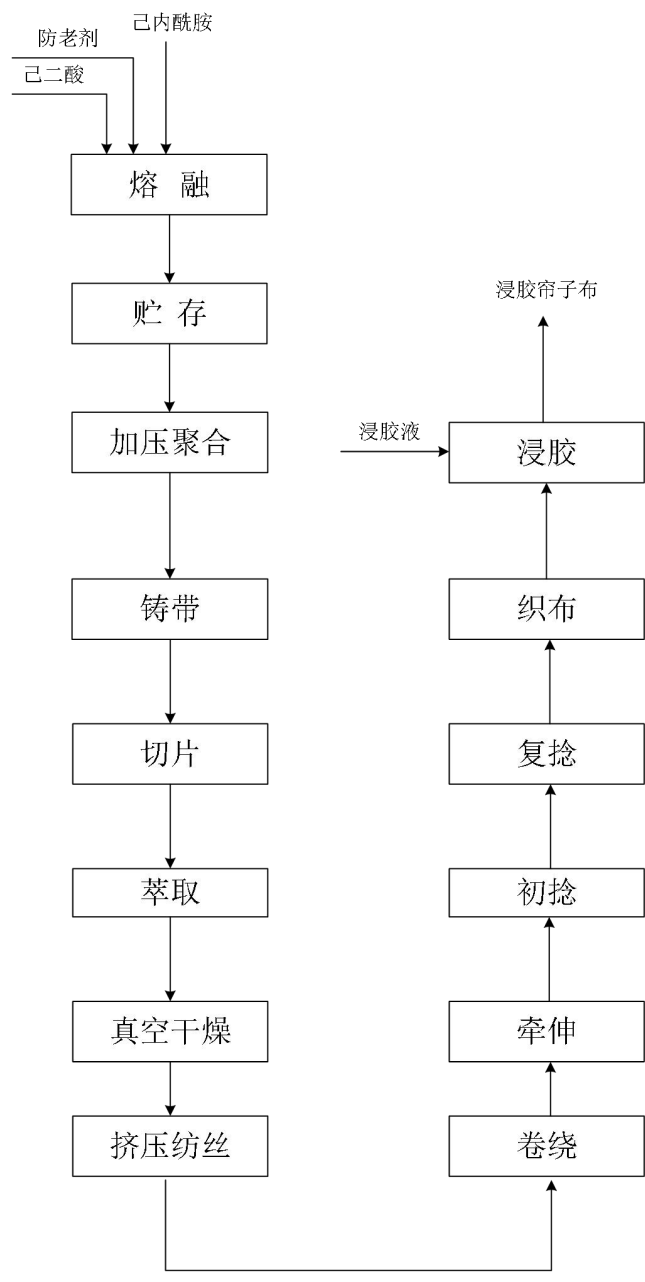 己内酰胺
防老剂
己二酸
熔 融
贮 存
加压聚合
铸带
切片
萃取
真空干燥
挤压纺丝
卷绕
牵伸
初捻
复捻
织布
浸胶液
浸胶
浸胶帘子布